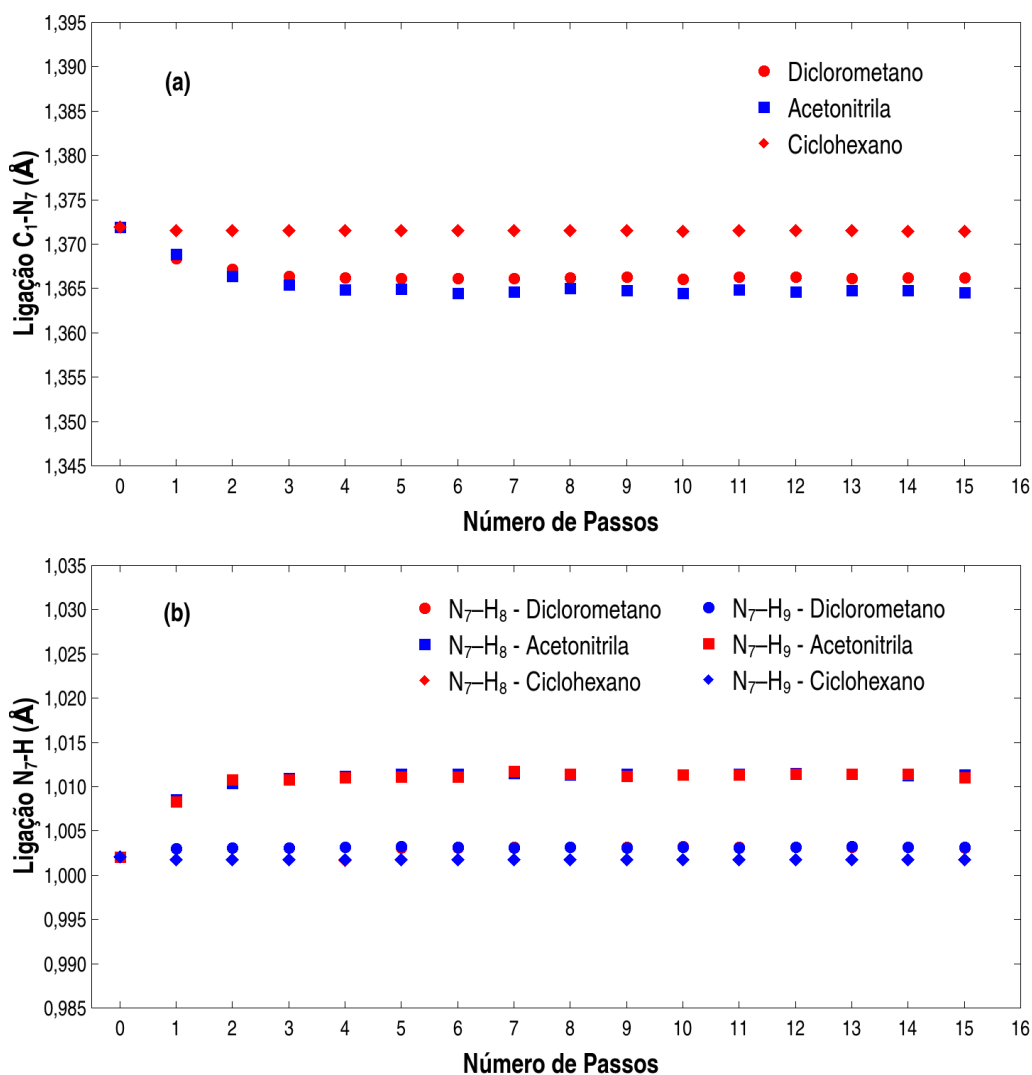 1,395
1,390
1,385
1,380
1,375
1,370
1,365
1,360
1,355
1,350
1,345
Ligação C₁-N₇ (Å)
(a)
Diclorometano
Acetonitrila
Ciclohexano
0 1 2 3 4 5 6 7 8 9 10 11 12 13 14 15 16
Número de Passos
1,035
1,030
1,025
1,020
1,015
1,010
1,005
1,000
0,995
0,990
0,985
Ligação N₇-H (Å)
(b)
N₇–H₈ - Diclorometano
N₇–H₈ - Acetonitrila
N₇–H₈ - Ciclohexano
N₇–H₉ - Diclorometano
N₇–H₉ - Acetonitrila
N₇–H₉ - Ciclohexano
0 1 2 3 4 5 6 7 8 9 10 11 12 13 14 15 16
Número de Passos